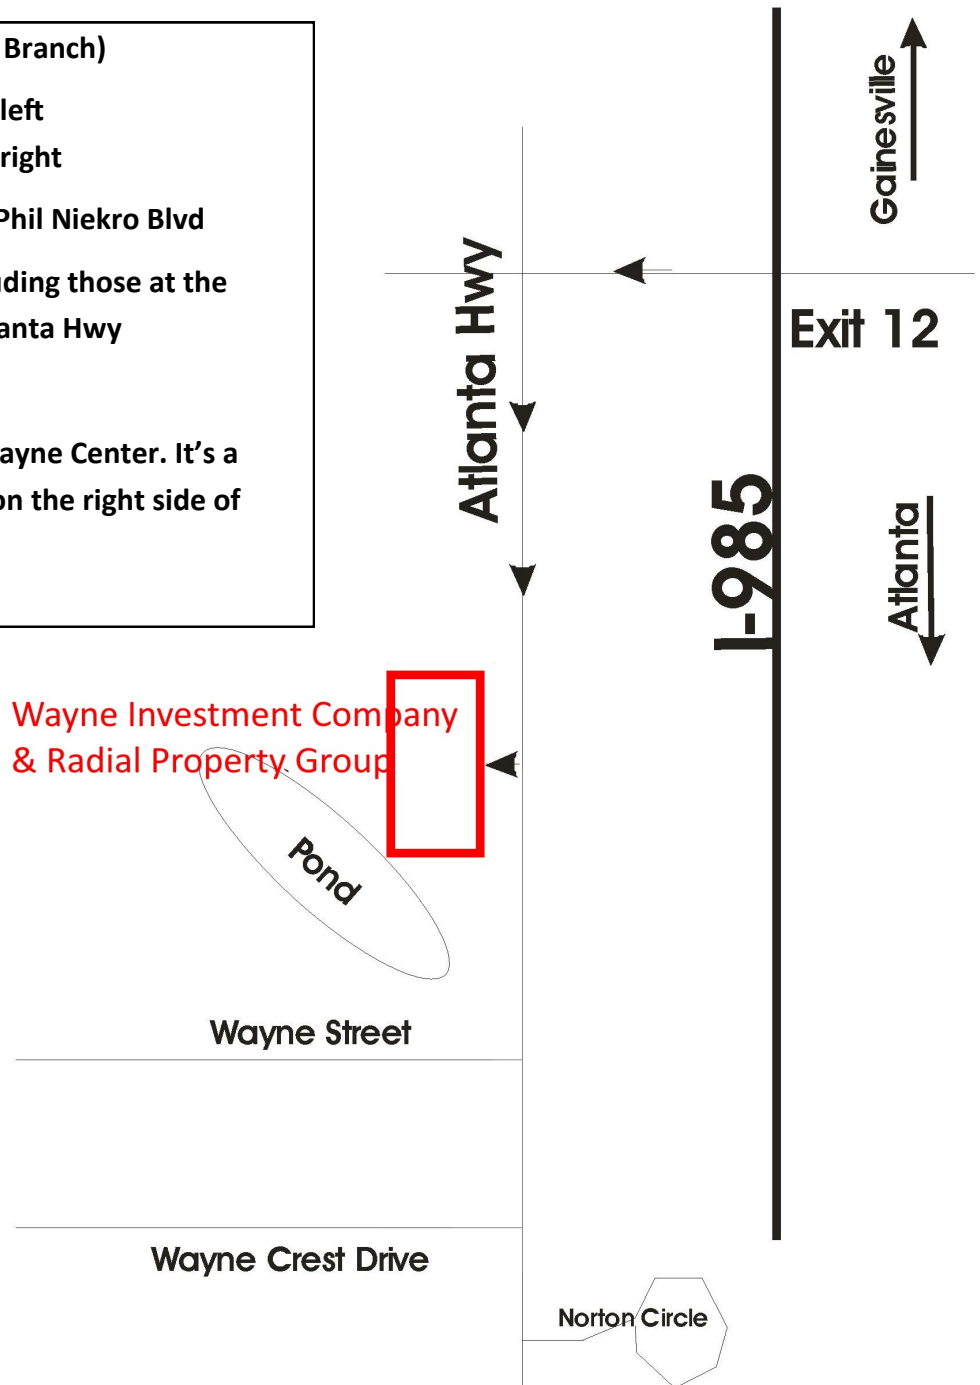 Branch)
left
right
Phil Niekro Blvd
uding those at the
anta Hwy
ayne Center. It’s a
on the right side of
Gainesville
Exit 12
Atlanta Hwy
I-985
Atlanta
Wayne Investment Company
& Radial Property Group
Pond
Wayne Street
Wayne Crest Drive
Norton Circle